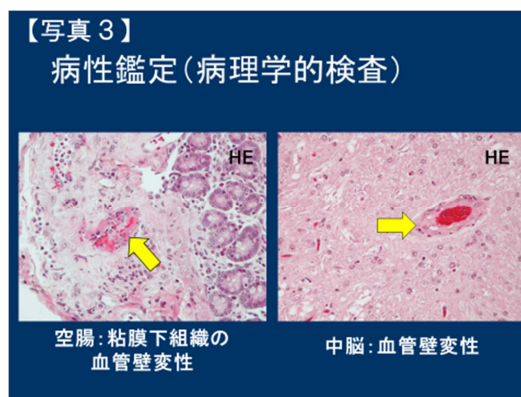 【写真3】
病性鑑定(病理学的検査)
HE
HE
空腸:粘膜下組織の
血管壁変性
中脳:血管壁変性